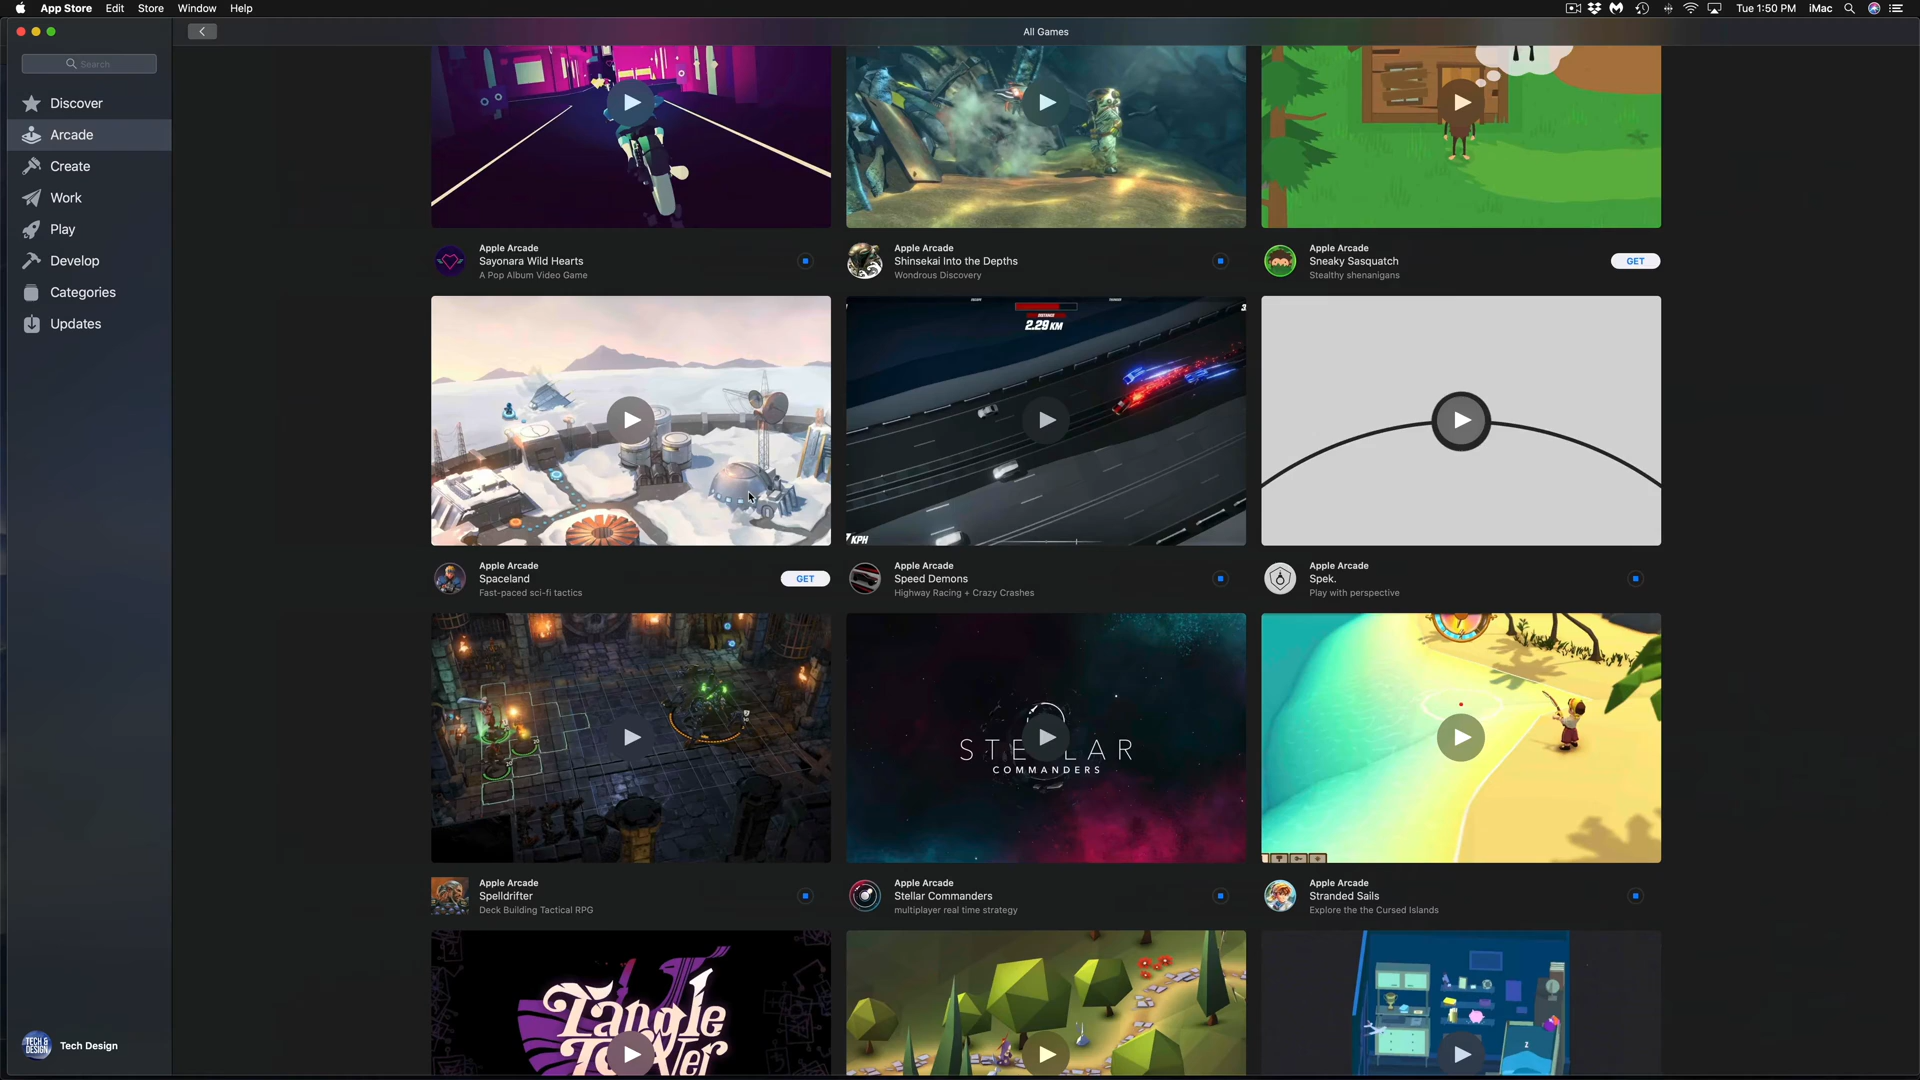 App Store Edit Store Window Help
Tue 1:50 PM iMac
All Games
Search
Discover
Arcade
Create
Work
Play
Develop
Categories
Updates
Apple Arcade
Sayonara Wild Hearts
A Pop Album Video Game
Apple Arcade
Shinsekai Into the Depths
Wondrous Discovery
Apple Arcade
Sneaky Sasquatch
Stealthy shenanigans
GET
DISTANCE
2.29 KM
KPH
Apple Arcade
Spaceland
Fast-paced sci-fi tactics
GET
Apple Arcade
Speed Demons
Highway Racing + Crazy Crashes
Apple Arcade
Spek.
Play with perspective
STELLAR
COMMANDERS
Apple Arcade
Spelldrifter
Deck Building Tactical RPG
Apple Arcade
Stellar Commanders
multiplayer real time strategy
Apple Arcade
Stranded Sails
Explore the the Cursed Islands
Tangle
Tower
Z
TECH &
DESIGN
Tech Design